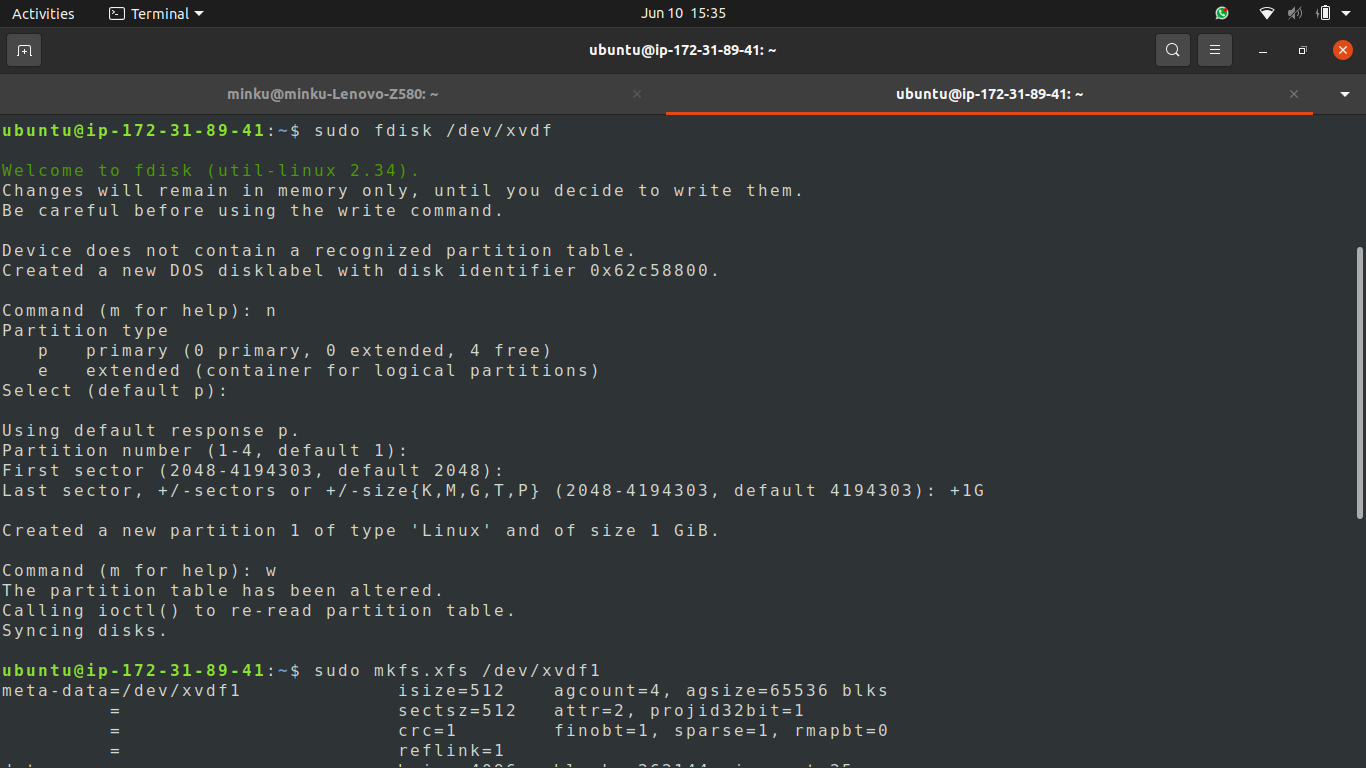 Activities Terminal Jun 10 15:35
ubuntu@ip-172-31-89-41: ~
minku@minku-Lenovo-Z580: ~ ubuntu@ip-172-31-89-41: ~
ubuntu@ip-172-31-89-41:~$ sudo fdisk /dev/xvdf
Welcome to fdisk (util-linux 2.34).
Changes will remain in memory only, until you decide to write them.
Be careful before using the write command.
Device does not contain a recognized partition table.
Created a new DOS disklabel with disk identifier 0x62c58800.
Command (m for help): n
Partition type
p primary (0 primary, 0 extended, 4 free)
e extended (container for logical partitions)
Select (default p):
Using default response p.
Partition number (1-4, default 1):
First sector (2048-4194303, default 2048):
Last sector, +/-sectors or +/-size{K,M,G,T,P} (2048-4194303, default 4194303): +1G
Created a new partition 1 of type 'Linux' and of size 1 GiB.
Command (m for help): w
The partition table has been altered.
Calling ioctl() to re-read partition table.
Syncing disks.
ubuntu@ip-172-31-89-41:~$ sudo mkfs.xfs /dev/xvdf1
meta-data=/dev/xvdf1 isize=512 agcount=4, agsize=65536 blks
= sectsz=512 attr=2, projid32bit=1
= crc=1 finobt=1, sparse=1, rmapbt=0
= reflink=1